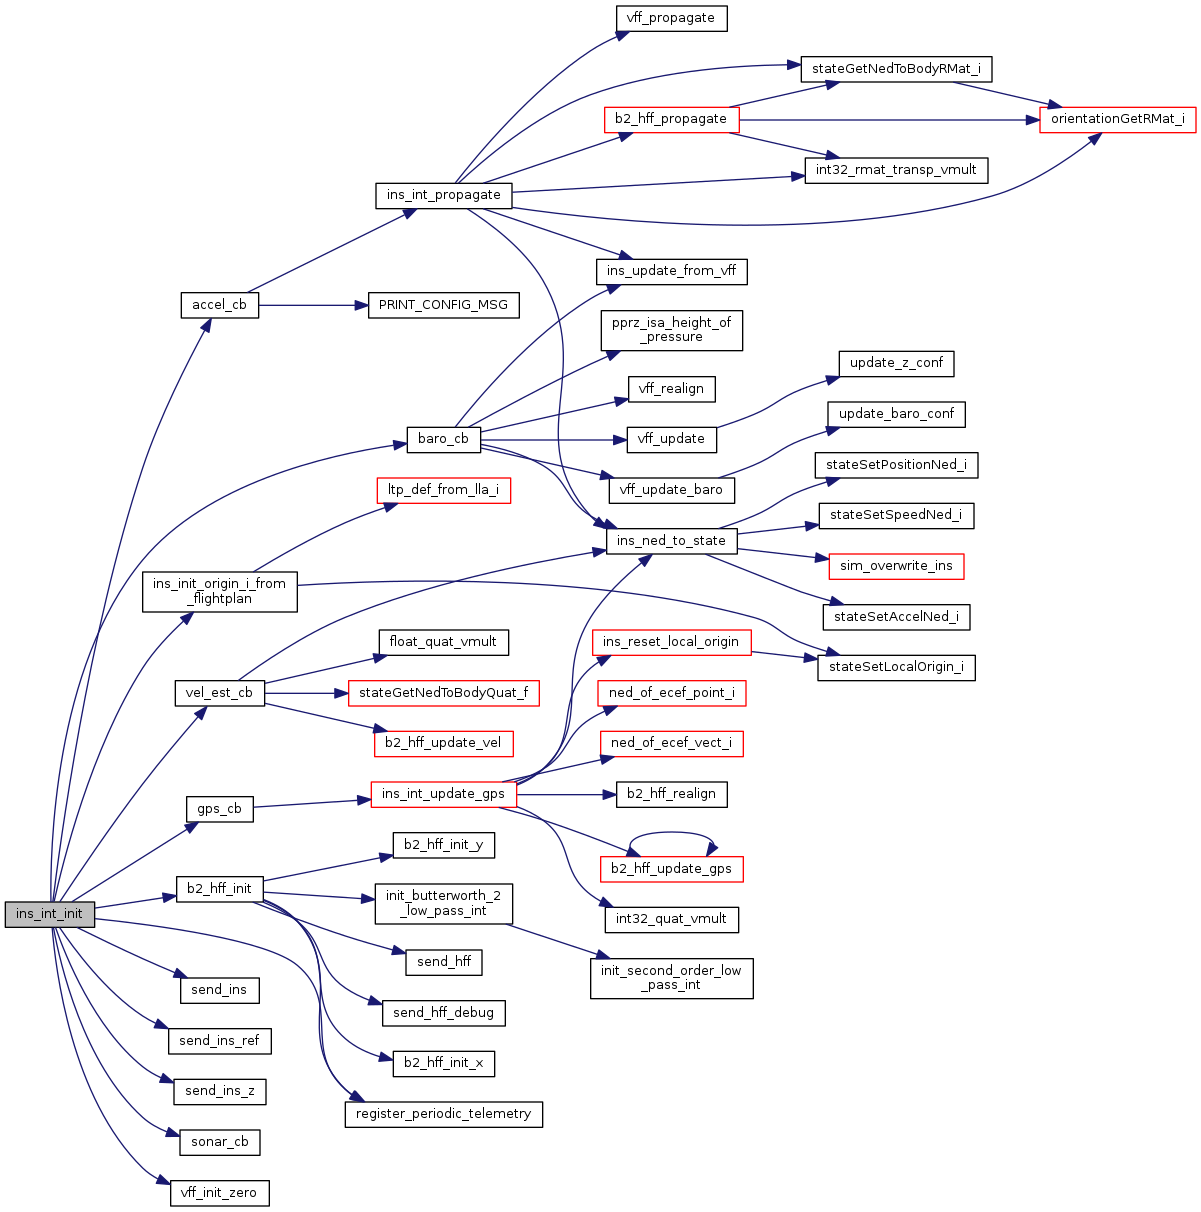 vff_propagate
stateGetNedToBodyRMat_i
b2_hff_propagate
orientationGetRMat_i
int32_rmat_transp_vmult
ins_int_propagate
ins_update_from_vff
accel_cb
PRINT_CONFIG_MSG
pprz_isa_height_of
_pressure
update_z_conf
vff_realign
update_baro_conf
baro_cb
vff_update
stateSetPositionNed_i
ltp_def_from_lla_i
vff_update_baro
stateSetSpeedNed_i
ins_ned_to_state
sim_overwrite_ins
ins_init_origin_i_from
_flightplan
stateSetAccelNed_i
float_quat_vmult
ins_reset_local_origin
stateSetLocalOrigin_i
vel_est_cb
stateGetNedToBodyQuat_f
ned_of_ecef_point_i
b2_hff_update_vel
ned_of_ecef_vect_i
ins_int_update_gps
b2_hff_realign
gps_cb
b2_hff_init_y
b2_hff_update_gps
b2_hff_init
init_butterworth_2
_low_pass_int
ins_int_init
int32_quat_vmult
send_hff
init_second_order_low
_pass_int
send_ins
send_hff_debug
send_ins_ref
b2_hff_init_x
send_ins_z
register_periodic_telemetry
sonar_cb
vff_init_zero